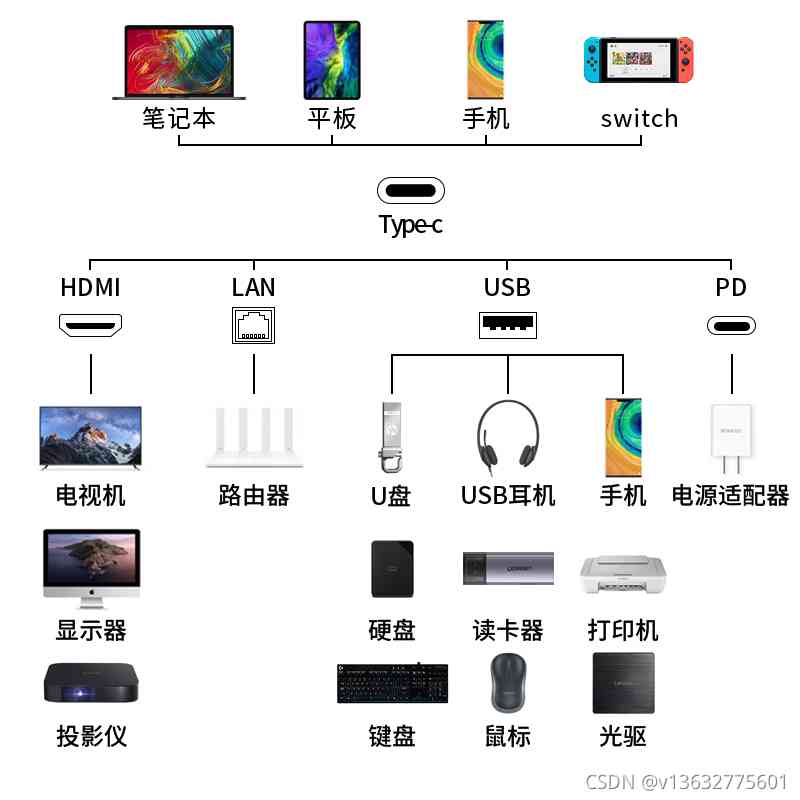 笔记本 平板 手机 switch
Type-c
HDMI LAN USB PD
电视机 路由器 U盘 USB耳机 手机 电源适配器
显示器 硬盘 读卡器 打印机
投影仪 键盘 鼠标 光驱
CSDN @v13632775601